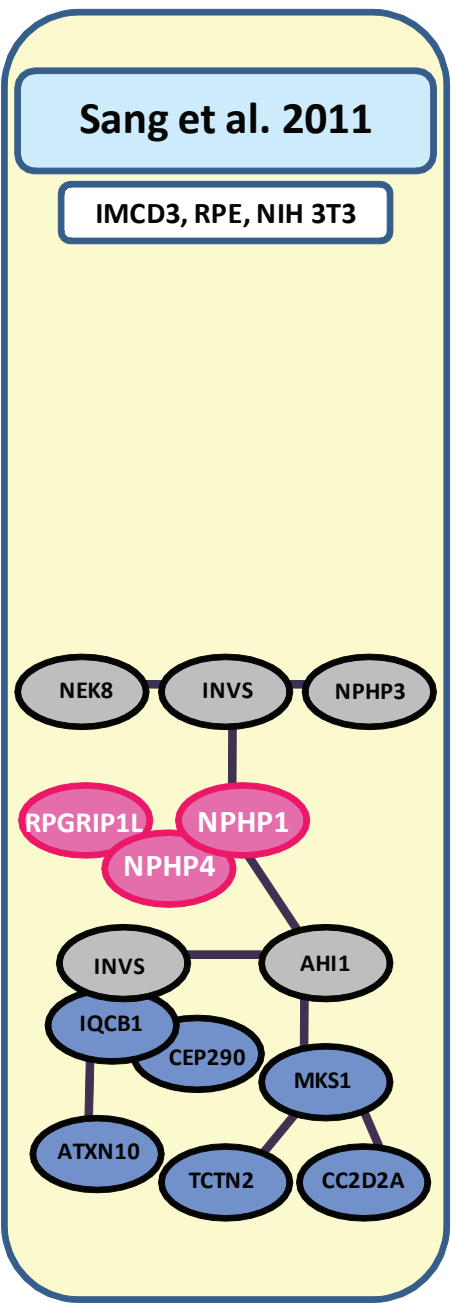 Sang et al. 2011
IMCD3, RPE, NIH 3T3
NEK8 INVS NPHP3
RPGRIP1L NPHP1
NPHP4
INVS AHI1
IQCB1
CEP290
MKS1
ATXN10
TCTN2 CC2D2A